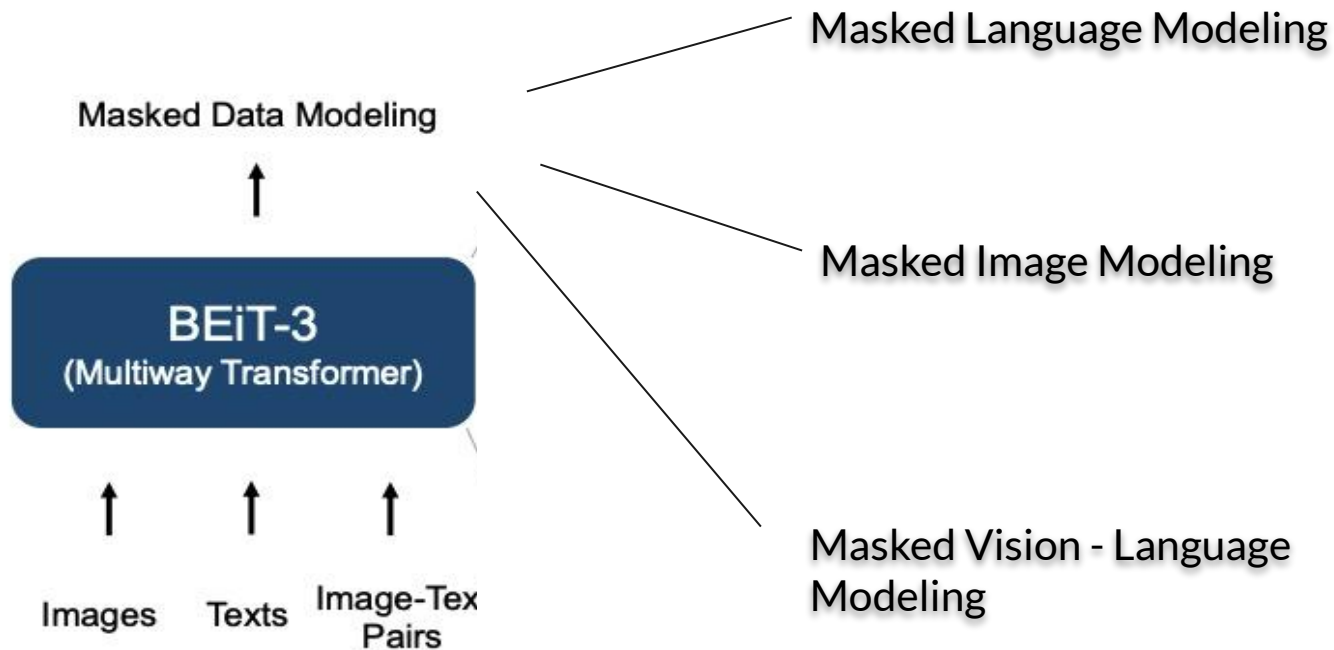 Masked Language Modeling
Masked Data Modeling
Masked Image Modeling
BEiT-3
(Multiway Transformer)
Masked Vision - Language
Modeling
Images
Texts
Image-Tex
Pairs